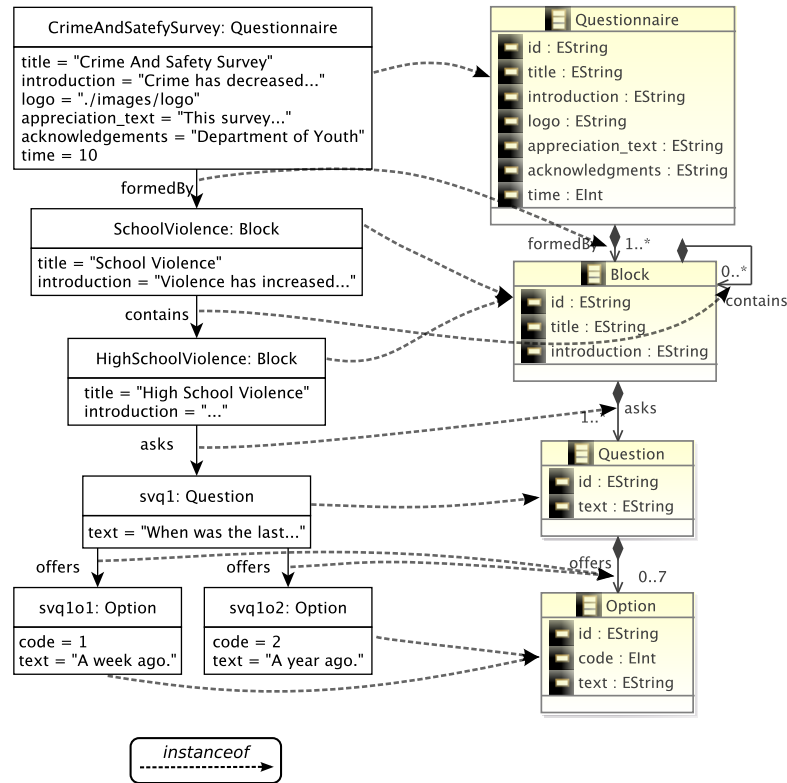 CrimeAndSatefySurvey: Questionnaire
title = "Crime And Safety Survey"
introduction = "Crime has decreased..."
logo = "./images/logo"
appreciation_text = "This survey..."
acknowledgements = "Department of Youth"
time = 10
formedBy
SchoolViolence: Block
title = "School Violence"
introduction = "Violence has increased..."
contains
HighSchoolViolence: Block
title = "High School Violence"
introduction = "..."
asks
svq1: Question
text = "When was the last..."
offers
offers
svq1o1: Option
code = 1
text = "A week ago."
svq1o2: Option
code = 2
text = "A year ago."
instanceof
Questionnaire
id : EString
title : EString
introduction : EString
logo : EString
appreciation_text : EString
acknowledgments : EString
time : EInt
formedBy
1..*
Block
id : EString
title : EString
introduction : EString
0..*
contains
asks
1..*
Question
id : EString
text : EString
offers
0..7
Option
id : EString
code : EInt
text : EString